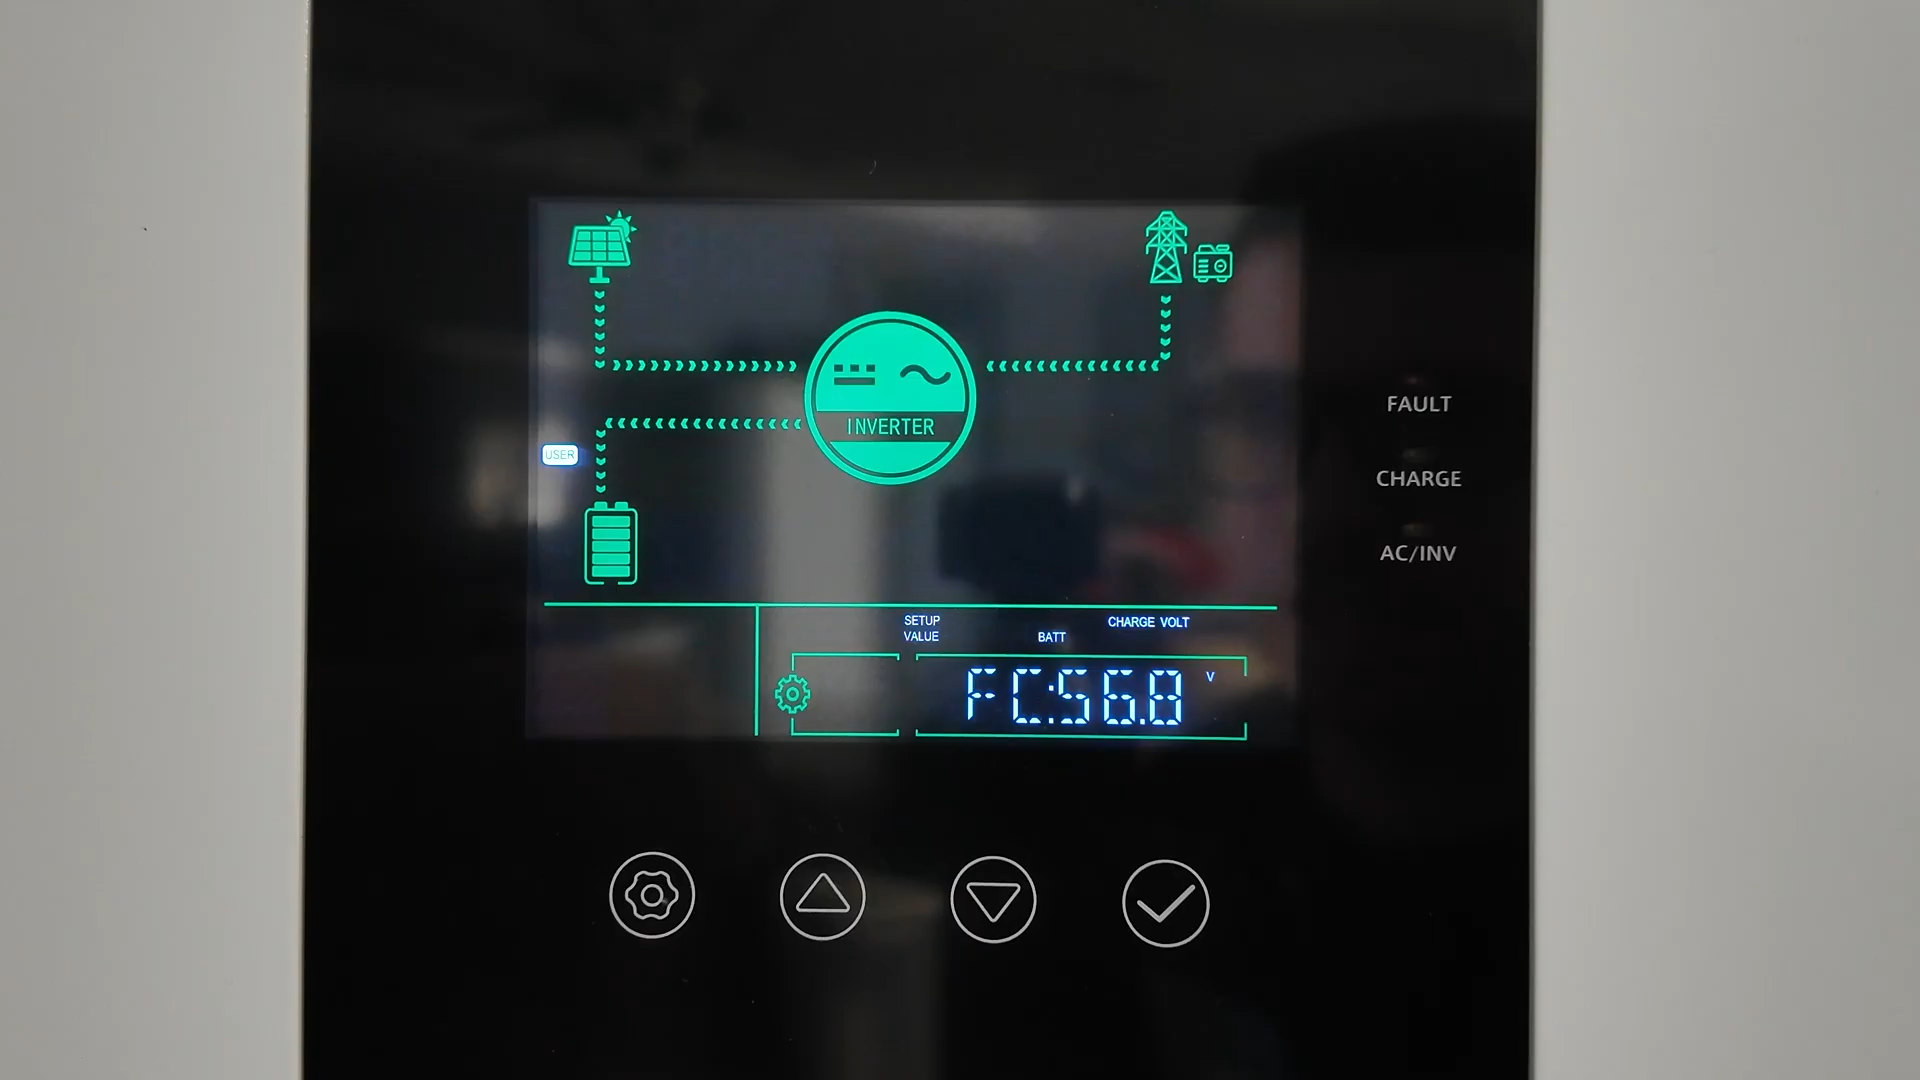 INVERTER
USER
FAULT
CHARGE
AC/INV
SETUP
VALUE
BATT
CHARGE VOLT
FC:56.8 V